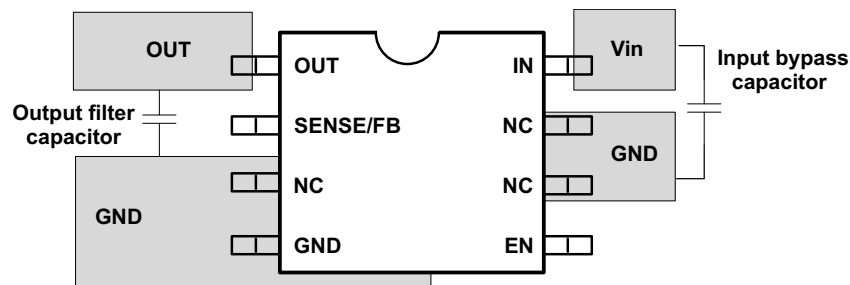 OUT
OUT
IN
Vin
Input bypass
capacitor
Output filter
capacitor
SENSE/FB
NC
GND
GND
NC
NC
GND
EN